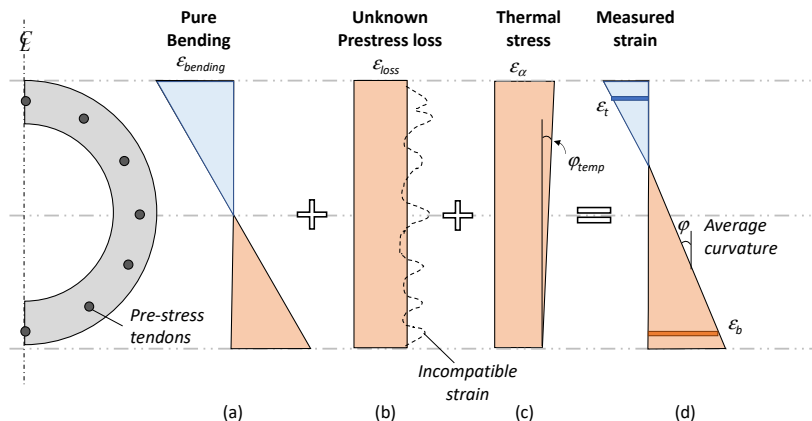 Pure
Bending
Unknown
Prestress loss
Thermal
stress
Measured
strain
℄
ε_bending
ε_loss
ε_α
ε_t
φ_temp
φ
Average
curvature
Pre-stress
tendons
ε_b
Incompatible
strain
(a)
(b)
(c)
(d)